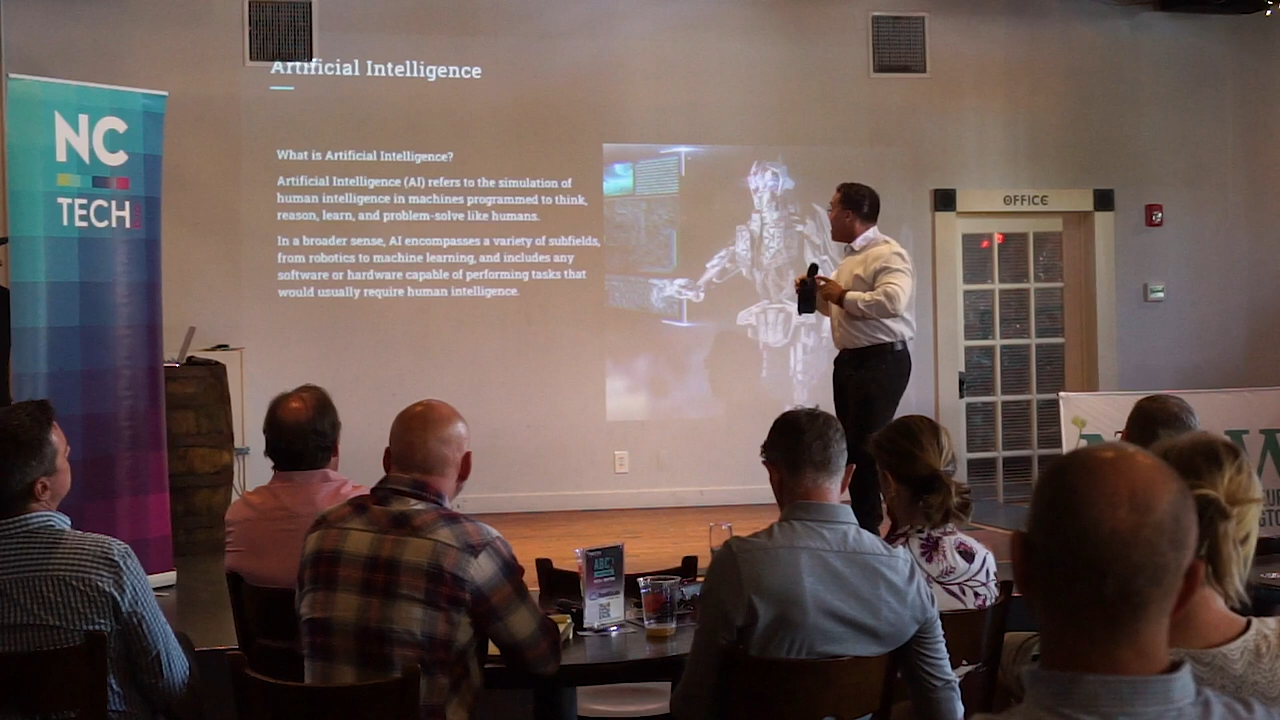 Artificial Intelligence
What is Artificial Intelligence?
Artificial Intelligence (AI) refers to the simulation of
human intelligence in machines programmed to think,
reason, learn, and problem-solve like humans.
In a broader sense, AI encompasses a variety of subfields,
from robotics to machine learning, and includes any
software or hardware capable of performing tasks that
would usually require human intelligence.
NC
TECH
OFFICE
ABC